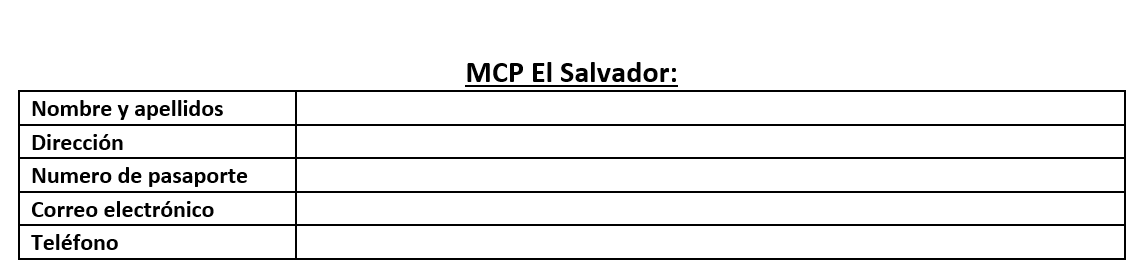 MCP El Salvador:
Nombre y apellidos
Dirección
Numero de pasaporte
Correo electrónico
Teléfono